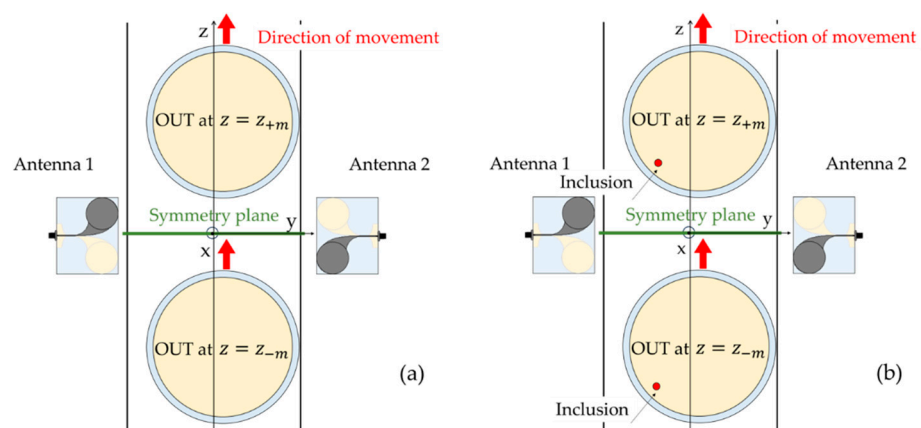 z
Direction of movement
OUT at z = z₊ₘ
Antenna 1
Antenna 2
Symmetry plane
y
x
OUT at z = z₋ₘ
(a)
z
Direction of movement
OUT at z = z₊ₘ
Antenna 1
Antenna 2
Inclusion
Symmetry plane
y
x
OUT at z = z₋ₘ
(b)
Inclusion